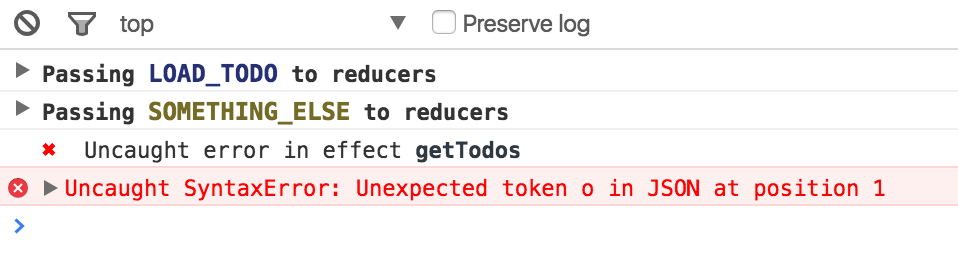 top Preserve log
Passing LOAD_TODO to reducers
Passing SOMETHING_ELSE to reducers
Uncaught error in effect getTodos
Uncaught SyntaxError: Unexpected token o in JSON at position 1